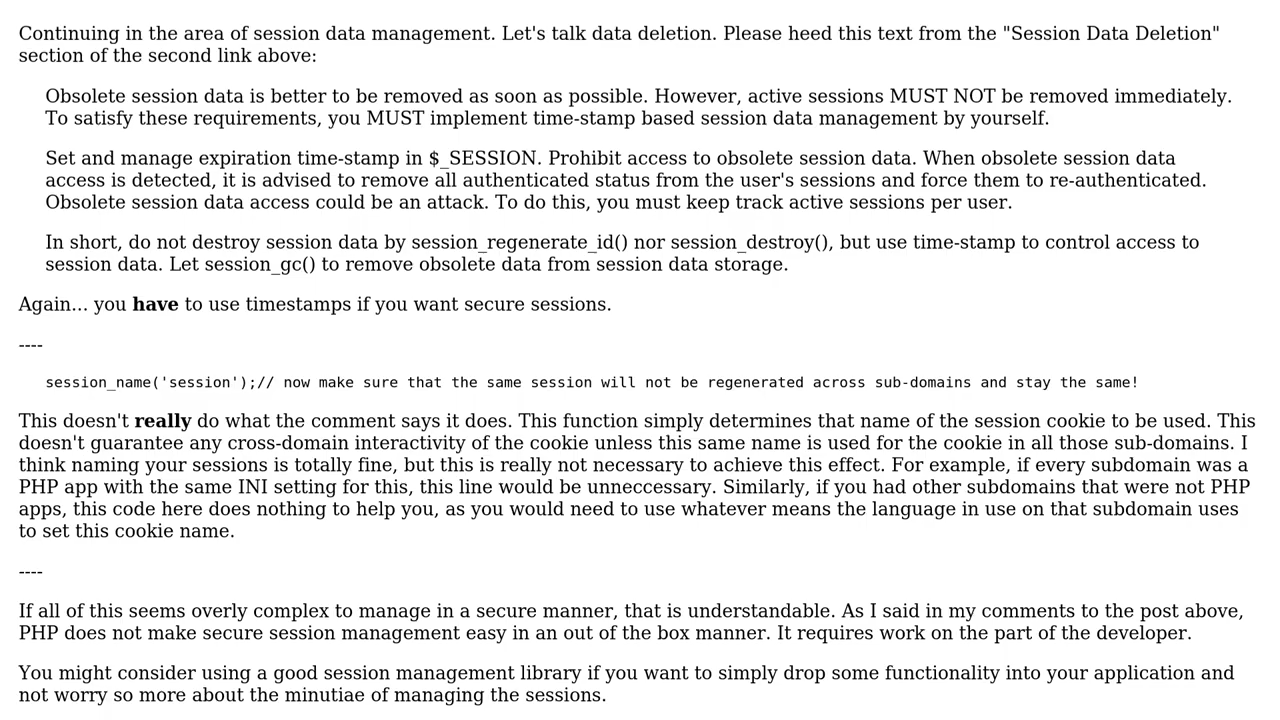 Continuing in the area of session data management. Let's talk data deletion. Please heed this text from the "Session Data Deletion"
section of the second link above:
Obsolete session data is better to be removed as soon as possible. However, active sessions MUST NOT be removed immediately.
To satisfy these requirements, you MUST implement time-stamp based session data management by yourself.
Set and manage expiration time-stamp in $_SESSION. Prohibit access to obsolete session data. When obsolete session data
access is detected, it is advised to remove all authenticated status from the user's sessions and force them to re-authenticated.
Obsolete session data access could be an attack. To do this, you must keep track active sessions per user.
In short, do not destroy session data by session_regenerate_id() nor session_destroy(), but use time-stamp to control access to
session data. Let session_gc() to remove obsolete data from session data storage.
Again... you have to use timestamps if you want secure sessions.
----
session_name('session');// now make sure that the same session will not be regenerated across sub-domains and stay the same!
This doesn't really do what the comment says it does. This function simply determines that name of the session cookie to be used. This
doesn't guarantee any cross-domain interactivity of the cookie unless this same name is used for the cookie in all those sub-domains. I
think naming your sessions is totally fine, but this is really not necessary to achieve this effect. For example, if every subdomain was a
PHP app with the same INI setting for this, this line would be unneccessary. Similarly, if you had other subdomains that were not PHP
apps, this code here does nothing to help you, as you would need to use whatever means the language in use on that subdomain uses
to set this cookie name.
----
If all of this seems overly complex to manage in a secure manner, that is understandable. As I said in my comments to the post above,
PHP does not make secure session management easy in an out of the box manner. It requires work on the part of the developer.
You might consider using a good session management library if you want to simply drop some functionality into your application and
not worry so more about the minutiae of managing the sessions.